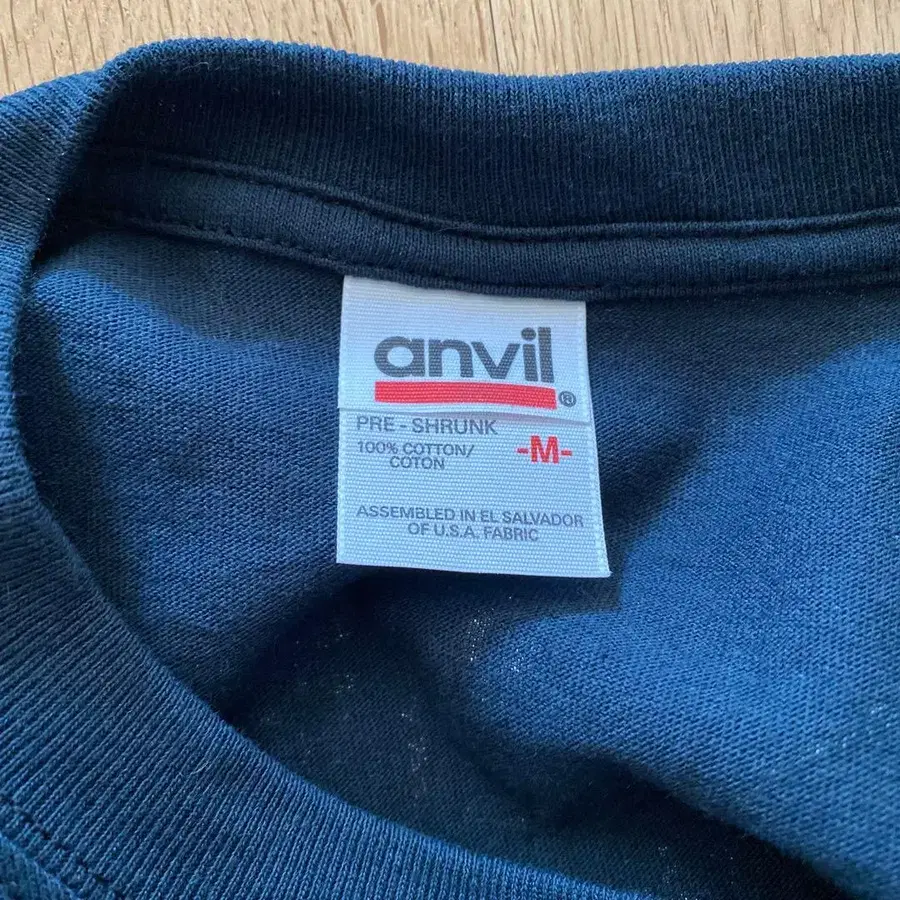 anvil®
PRE - SHRUNK
100% COTTON/
COTON
-M-
ASSEMBLED IN EL SALVADOR
OF U.S.A. FABRIC